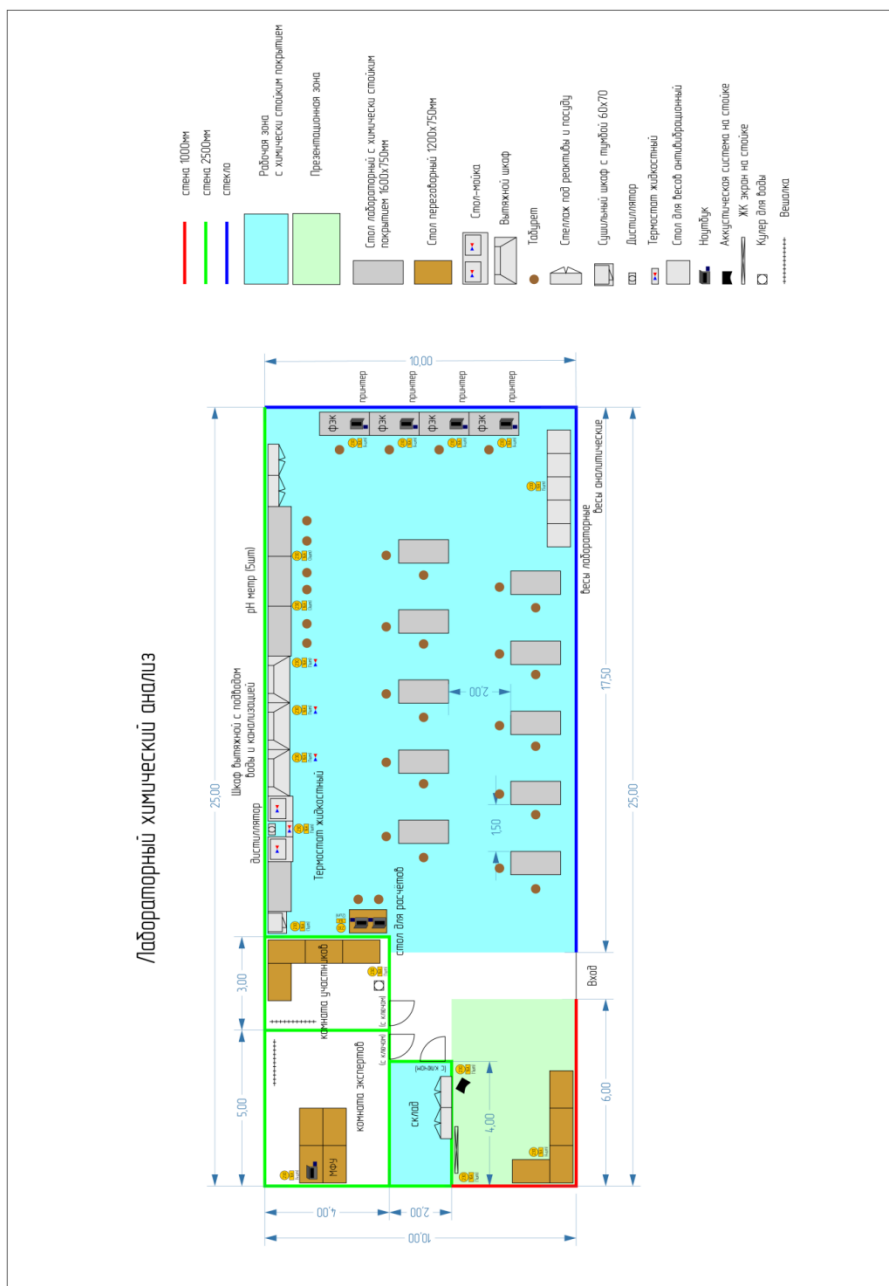 Лабораторный химический анализ
стена 1000мм
стена 2500мм
стекло
Рабочая зона
с химически стойким покрытием
Презентационная зона
Стол лабораторный с химически стойким
покрытием 1600х750мм
Стол переговорный 1200х750мм
Стол-мойка
Вытяжной шкаф
Табурет
Стеллаж под реактивы и посуду
Сушильный шкаф с тумбой 60х70
Дистиллятор
Термостат жидкостный
Стол для весов антивибрационный
Ноутбук
Аккустическая система на стойке
ЖК экран на стойке
Кулер для воды
Вешалка
25,00
5,00
3,00
дистиллятор
Шкаф вытяжной с подводом
воды и канализацией
рН метр (5шт)
Термостат жидкостный
стол для расчётов
комната участников
комната экспертов
МФУ
(с ключом)
(с ключом)
(с ключом)
склад
4,00
2,00
10,00
4,00
6,00
Вход
17,50
25,00
1,50
2,00
10,00
ФЭК
ФЭК
ФЭК
ФЭК
принтер
принтер
принтер
принтер
весы лабораторные
весы аналитические